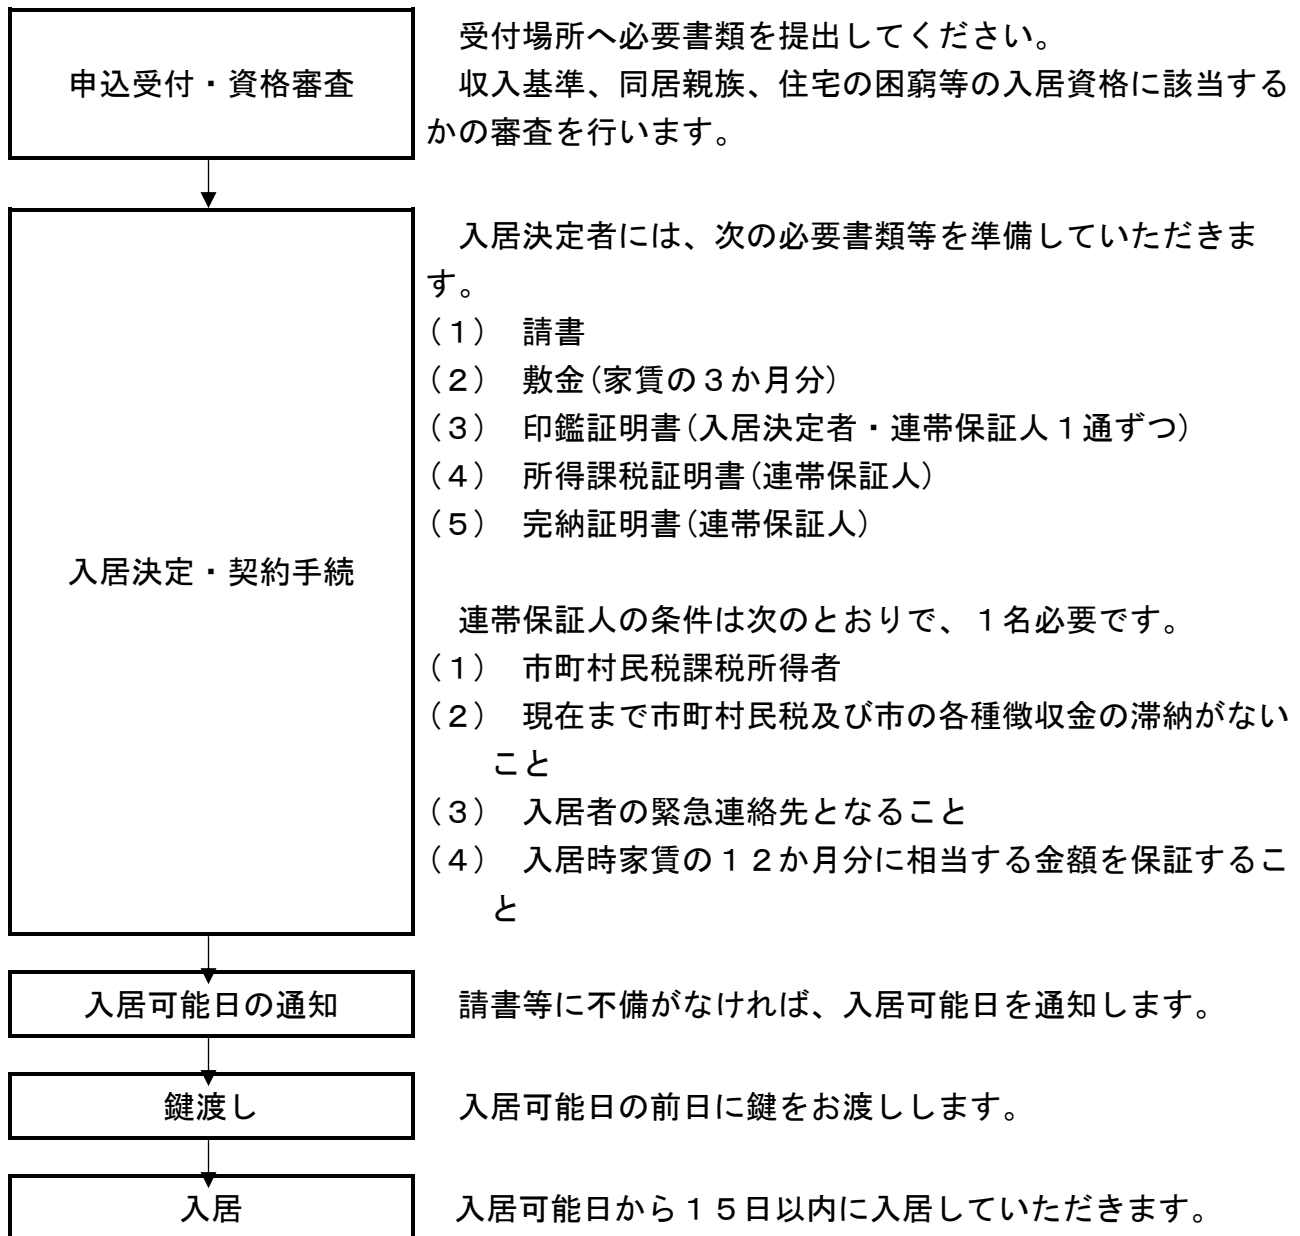 申込受付・資格審査
　受付場所へ必要書類を提出してください。
　収入基準、同居親族、住宅の困窮等の入居資格に該当する
かの審査を行います。
入居決定・契約手続
　入居決定者には、次の必要書類等を準備していただきま
す。
(１)　請書
(２)　敷金(家賃の３か月分)
(３)　印鑑証明書(入居決定者・連帯保証人１通ずつ)
(４)　所得課税証明書(連帯保証人)
(５)　完納証明書(連帯保証人)
　連帯保証人の条件は次のとおりで、１名必要です。
(１)　市町村民税課税所得者
(２)　現在まで市町村民税及び市の各種徴収金の滞納がない
こと
(３)　入居者の緊急連絡先となること
(４)　入居時家賃の１２か月分に相当する金額を保証するこ
と
入居可能日の通知
　請書等に不備がなければ、入居可能日を通知します。
鍵渡し
　入居可能日の前日に鍵をお渡しします。
入居
　入居可能日から１５日以内に入居していただきます。